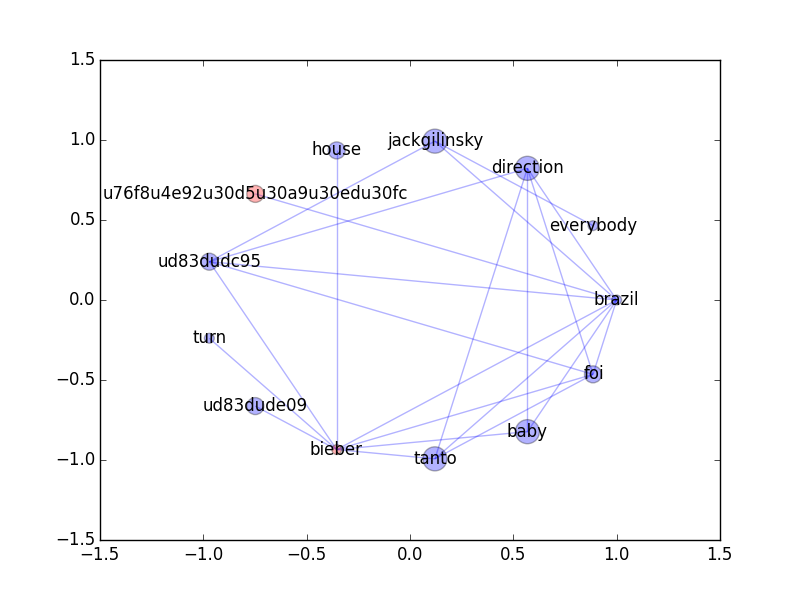 1.5
1.0
0.5
0.0
−0.5
−1.0
−1.5
−1.5
−1.0
−0.5
0.0
0.5
1.0
1.5
jackgilinsky
house
direction
u76f8u4e92u30d5u30a9u30edu30fc
everybody
ud83dudc95
brazil
turn
foi
ud83dude09
baby
bieber
tanto